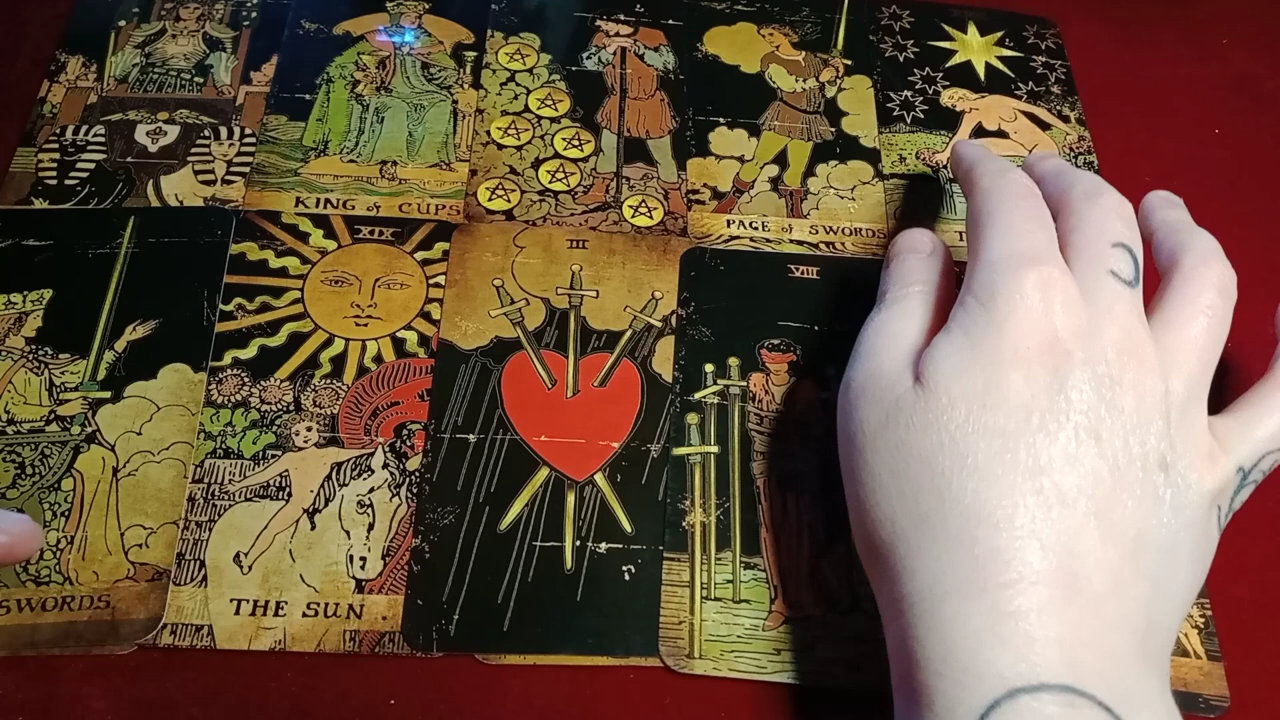 KING of CUPS
PAGE of SWORDS
T
XIX
III
VIII
SWORDS.
THE SUN.